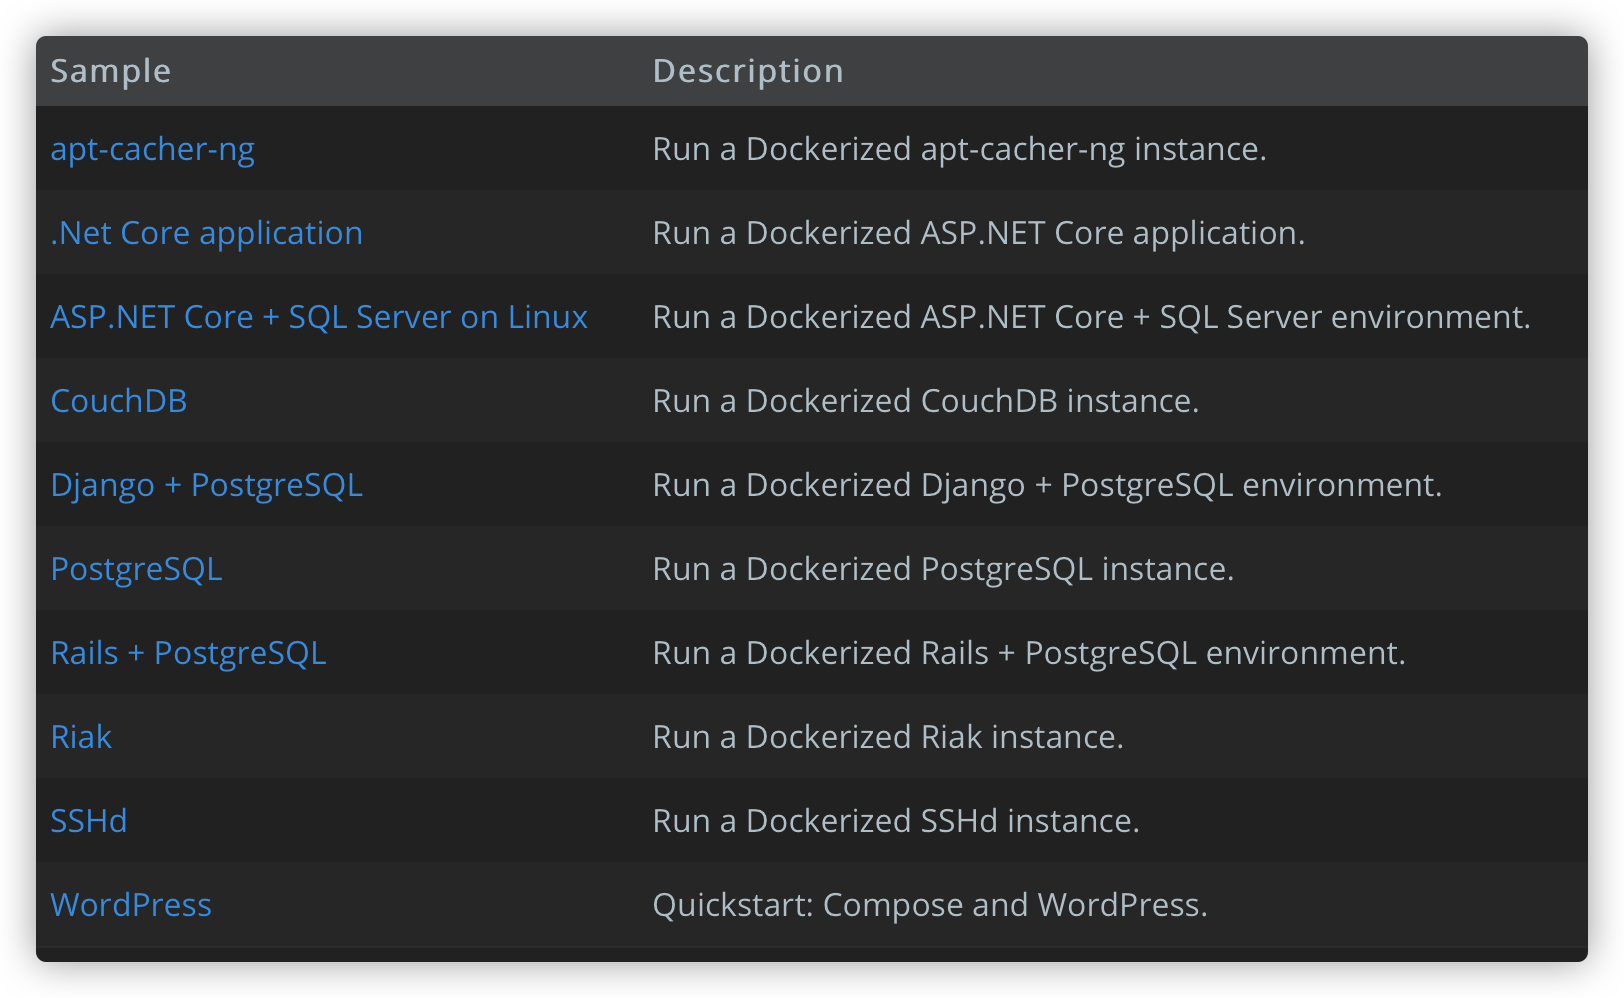 Sample Description
apt-cacher-ng Run a Dockerized apt-cacher-ng instance.
.Net Core application Run a Dockerized ASP.NET Core application.
ASP.NET Core + SQL Server on Linux Run a Dockerized ASP.NET Core + SQL Server environment.
CouchDB Run a Dockerized CouchDB instance.
Django + PostgreSQL Run a Dockerized Django + PostgreSQL environment.
PostgreSQL Run a Dockerized PostgreSQL instance.
Rails + PostgreSQL Run a Dockerized Rails + PostgreSQL environment.
Riak Run a Dockerized Riak instance.
SSHd Run a Dockerized SSHd instance.
WordPress Quickstart: Compose and WordPress.